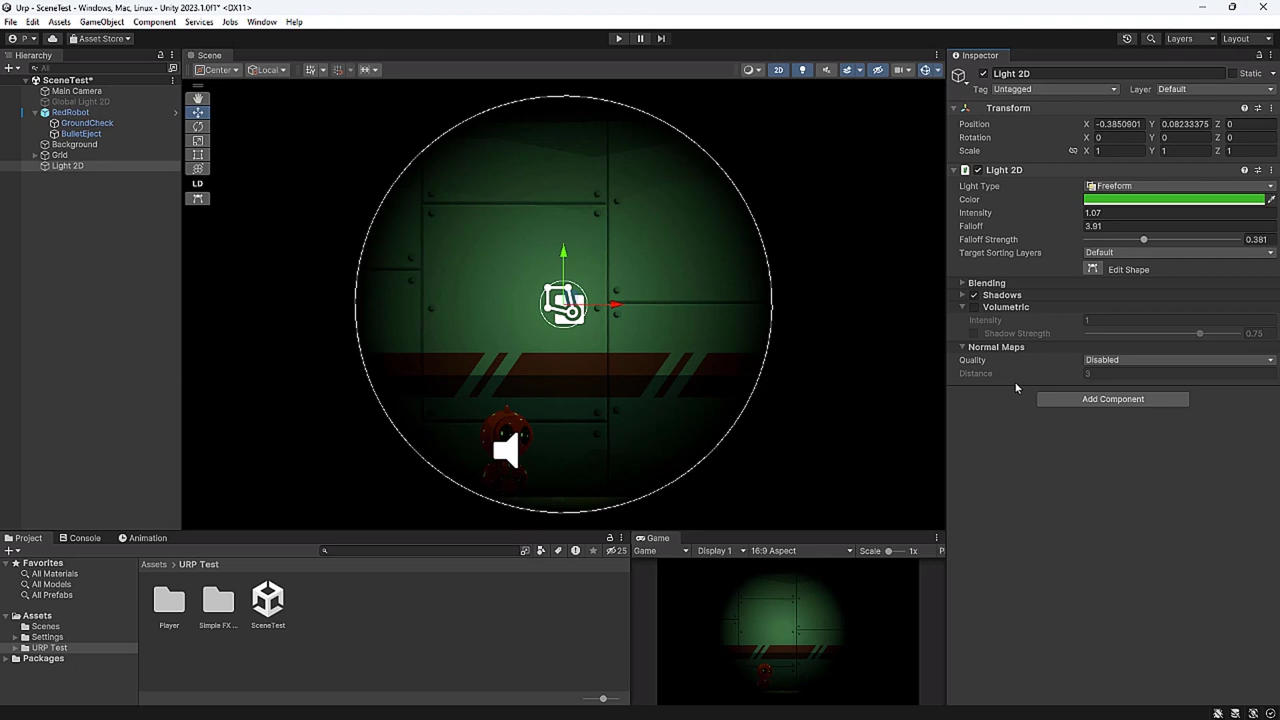 Urp - SceneTest - Windows, Mac, Linux - Unity 2023.1.0f1* <DX11>
File Edit Assets GameObject Component Services Jobs Window Help
P Asset Store Layers Layout
Hierarchy
All
SceneTest*
Main Camera
Global Light 2D
RedRobot
GroundCheck
BulletEject
Background
Grid
Light 2D
Scene
Center Local 2D
LD
Inspector
Light 2D Static
Tag Untagged Layer Default
Transform
Position X -0.3850901 Y 0.08233375 Z 0
Rotation X 0 Y 0 Z 0
Scale X 1 Y 1 Z 1
Light 2D
Light Type Freeform
Color
Intensity 1.07
Falloff 3.91
Falloff Strength 0.381
Target Sorting Layers Default
Edit Shape
Blending
Shadows
Volumetric
Intensity 1
Shadow Strength 0.75
Normal Maps
Quality Disabled
Distance 3
Add Component
Project Console Animation
25
Favorites
All Materials
All Models
All Prefabs
Assets
Scenes
Settings
URP Test
Packages
Assets > URP Test
Player Simple FX ... SceneTest
Game
Game Display 1 16:9 Aspect Scale 1x P